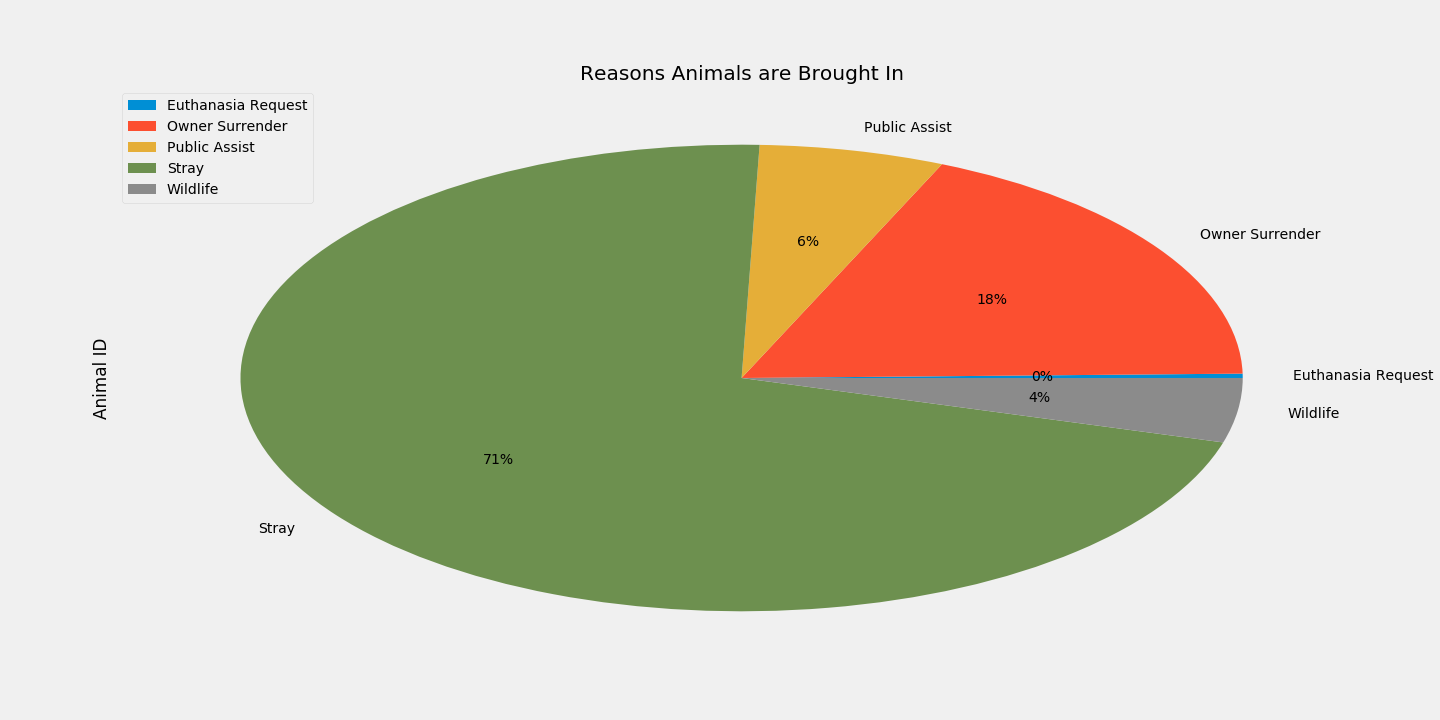 Reasons Animals are Brought In
Euthanasia Request
Owner Surrender
Public Assist
Stray
Wildlife
Public Assist
Owner Surrender
6%
18%
0%
Euthanasia Request
4%
Wildlife
Animal ID
71%
Stray